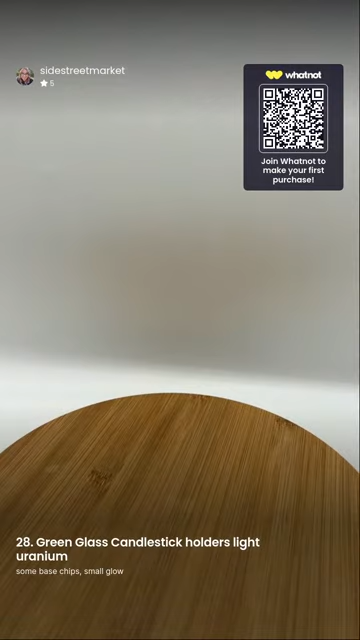 sidestreetmarket
5
whatnot
Join Whatnot to
make your first
purchase!
28. Green Glass Candlestick holders light
uranium
some base chips, small glow